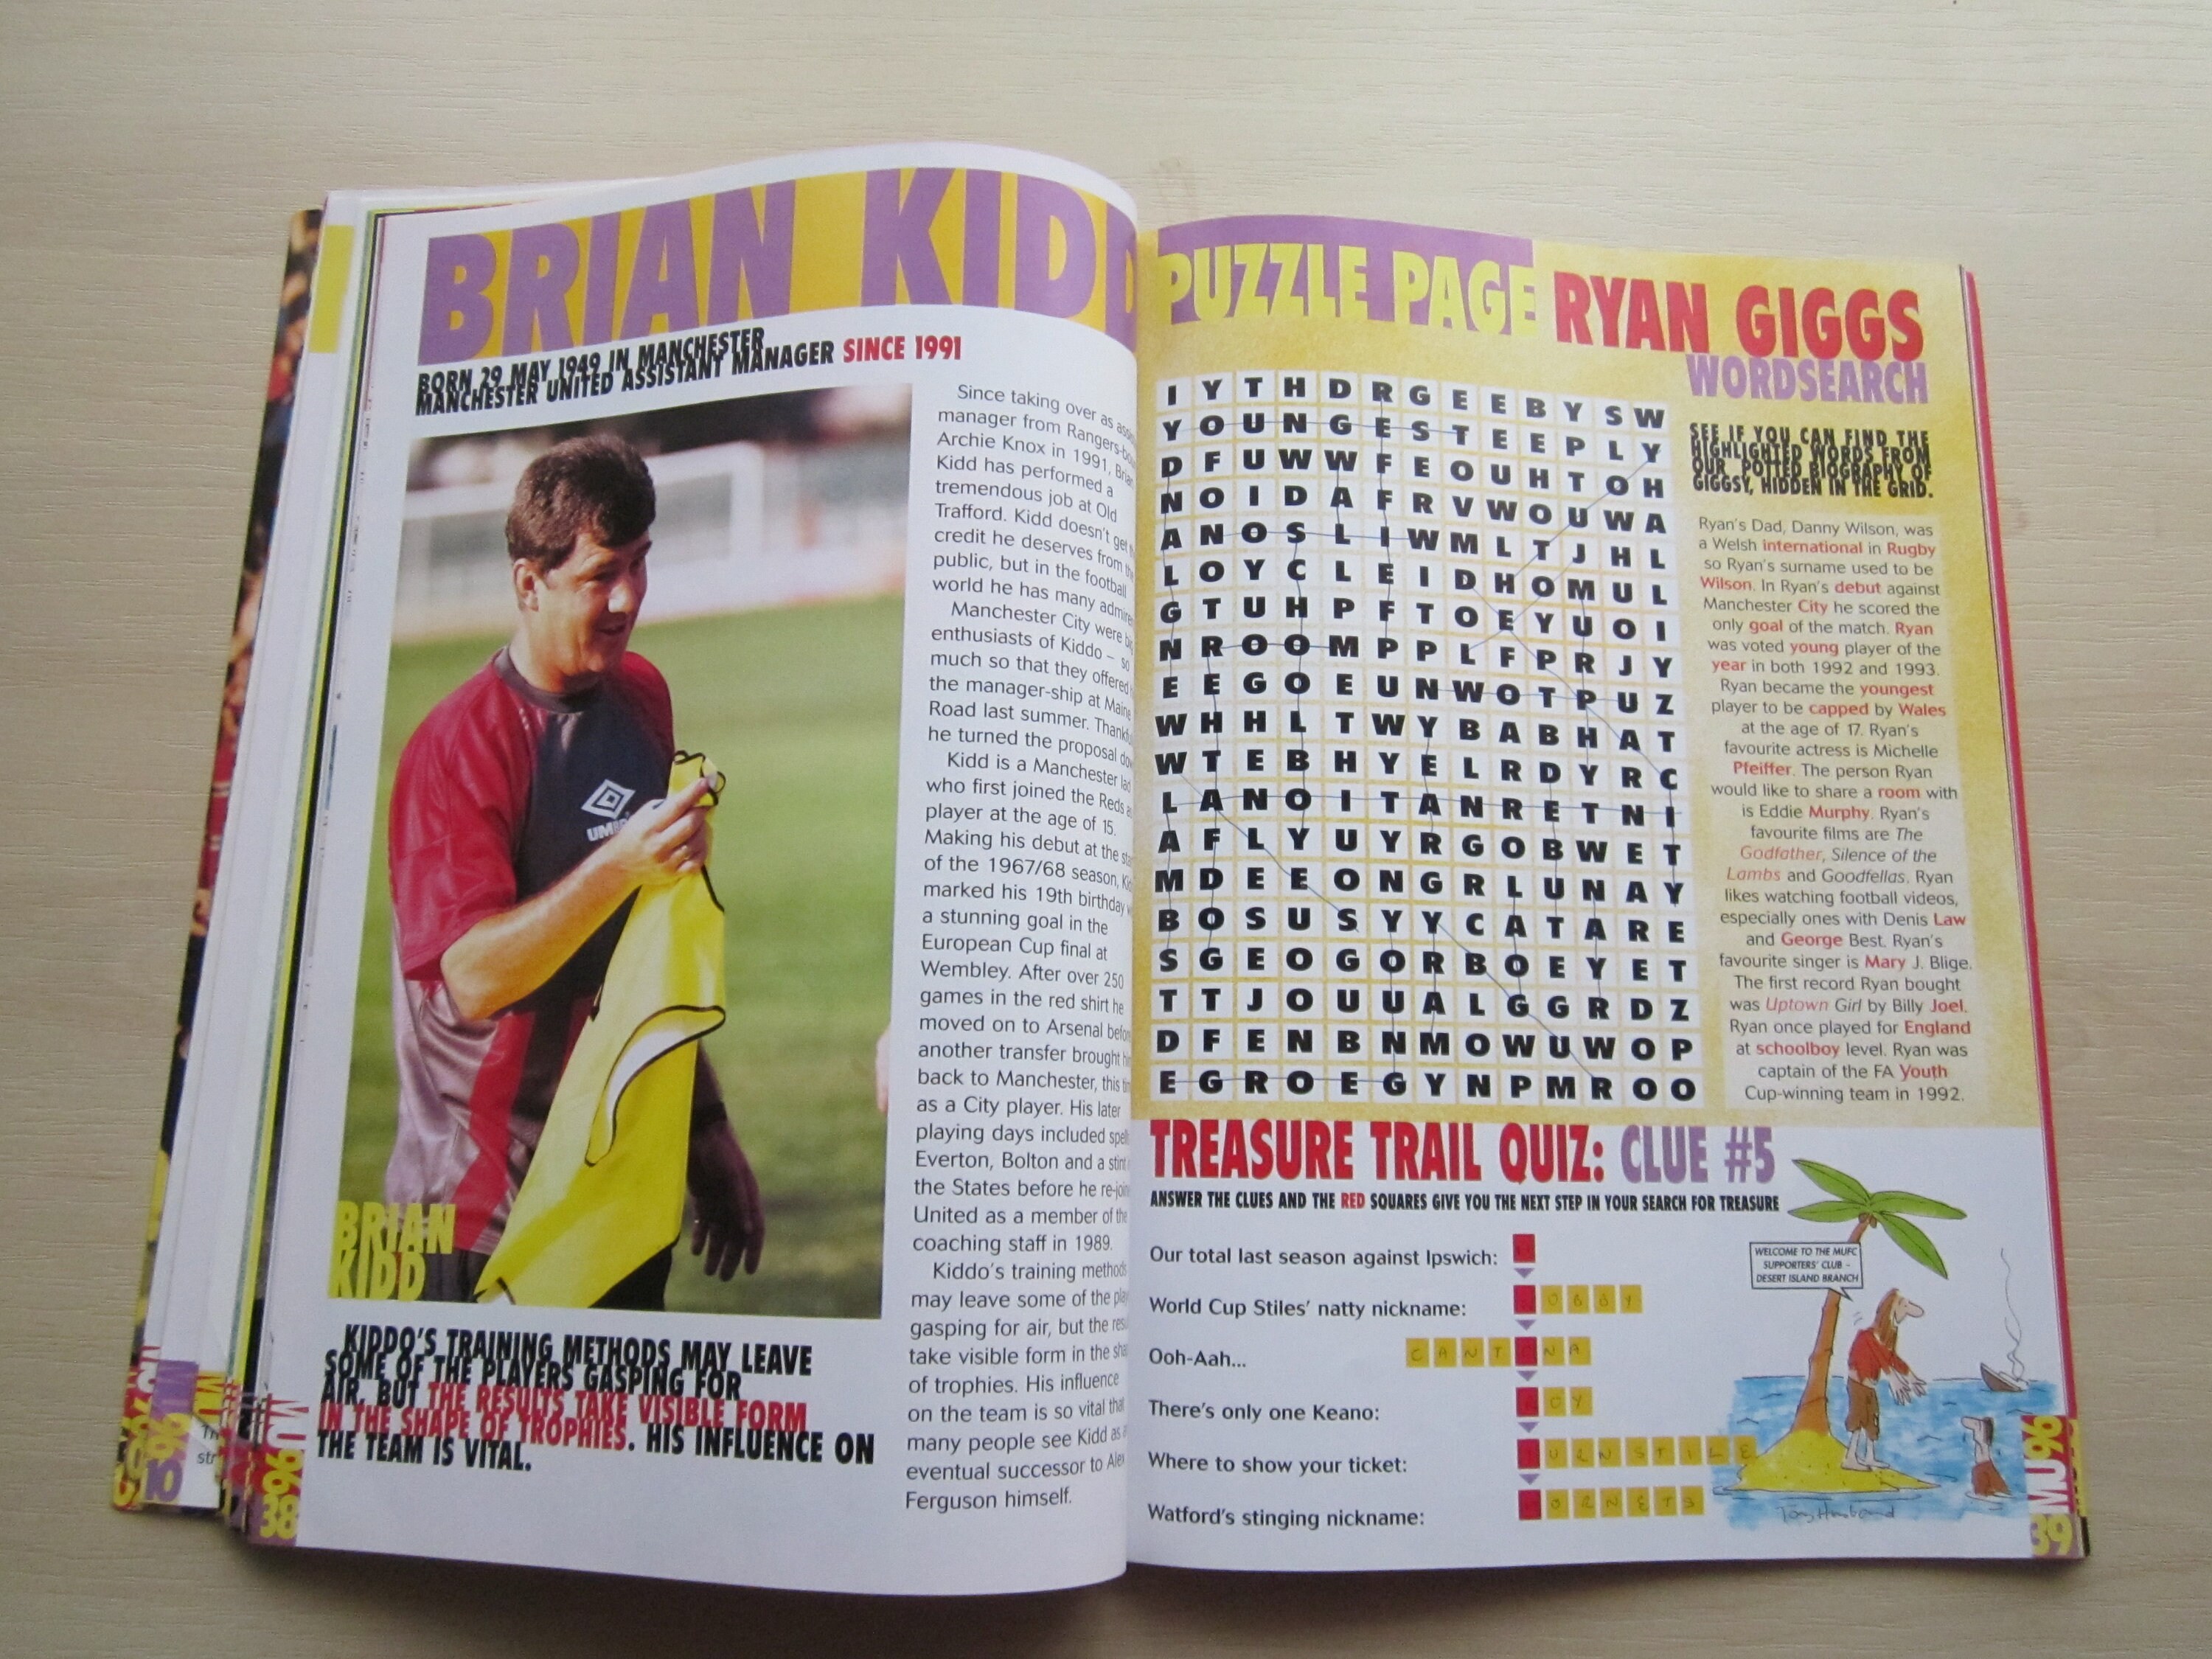 BRIAN KIDD
BORN 29 MAY 1949 IN MANCHESTER
MANCHESTER UNITED ASSISTANT MANAGER SINCE 1991
Since taking over as
manager from
Archie Knox in 1991, Brian
Kidd has performed a
tremendous job at Old
Trafford. Kidd doesn't get
credit he deserves from the
public, but in the football
world he has many
Manchester City were
enthusiasts of Kiddo – so
much so that they offered
the manager-ship at Maine
Road last summer.
he turned the proposal
Kidd is a Manchester lad
who first joined the Reds
player at the age of 15.
Making his debut at the
of the 1967/68 season,
marked his 19th birthday
a stunning goal in the
European Cup final at
Wembley. After over 250
games in the red shirt he
moved on to Arsenal
another transfer brought
back to Manchester, this
as a City player. His later
playing days included
Everton, Bolton and a
the States before he
United as a member of the
coaching staff in 1989.
Kiddo's training methods
may leave some of the
gasping for air, but the
take visible form in the
of trophies. His influence
on the team is so vital that
many people see Kidd as
eventual successor to Alex
Ferguson himself.
UMBRO
BRIAN
KIDD
KIDDO'S TRAINING METHODS MAY LEAVE
SOME OF THE PLAYERS GASPING FOR
AIR, BUT THE RESULTS TAKE VISIBLE FORM
IN THE SHAPE OF TROPHIES. HIS INFLUENCE ON
THE TEAM IS VITAL.
MU96
38
10
PUZZLE PAGE RYAN GIGGS
WORDSEARCH
I Y T H D R G E E B Y S W
Y O U N G E S T E E P L Y
D F U W W F E O U H T O H
N O I D A F R V W O U W A
A N O S L I W M L T J H L
L O Y C L E I D H O M U L
G T U H P F T O E Y U O I
N R O O M P P L F P R J Y
E E G O E U N W O T P U Z
W H H L T W Y B A B H A T
W T E B H Y E L R D Y R C
L A N O I T A N R E T N I
A F L Y U Y R G O B W E T
M D E E O N G R L U N A Y
B O S U S Y Y C A T A R E
S G E O G O R B O E Y E T
T T J O U U A L G G R D Z
D F E N B N M O W U W O P
E G R O E G Y N P M R O O
SEE IF YOU CAN FIND THE
HIGHLIGHTED WORDS FROM
OUR POTTED BIOGRAPHY OF
GIGGSY, HIDDEN IN THE GRID.
Ryan's Dad, Danny Wilson, was
a Welsh international in Rugby
so Ryan's surname used to be
Wilson. In Ryan's debut against
Manchester City he scored the
only goal of the match. Ryan
was voted young player of the
year in both 1992 and 1993.
Ryan became the youngest
player to be capped by Wales
at the age of 17. Ryan's
favourite actress is Michelle
Pfeiffer. The person Ryan
would like to share a room with
is Eddie Murphy. Ryan's
favourite films are The
Godfather, Silence of the
Lambs and Goodfellas. Ryan
likes watching football videos,
especially ones with Denis Law
and George Best. Ryan's
favourite singer is Mary J. Blige.
The first record Ryan bought
was Uptown Girl by Billy Joel.
Ryan once played for England
at schoolboy level. Ryan was
captain of the FA Youth
Cup-winning team in 1992.
TREASURE TRAIL QUIZ: CLUE #5
ANSWER THE CLUES AND THE RED SQUARES GIVE YOU THE NEXT STEP IN YOUR SEARCH FOR TREASURE
Our total last season against Ipswich:
World Cup Stiles' natty nickname: OBBY
Ooh-Aah... CANT NA
There's only one Keano: OY
Where to show your ticket: URNSTILE
Watford's stinging nickname: ORNETS
WELCOME TO THE MUFC
SUPPORTERS' CLUB –
DESERT ISLAND BRANCH
Tony Husband
MU96
39